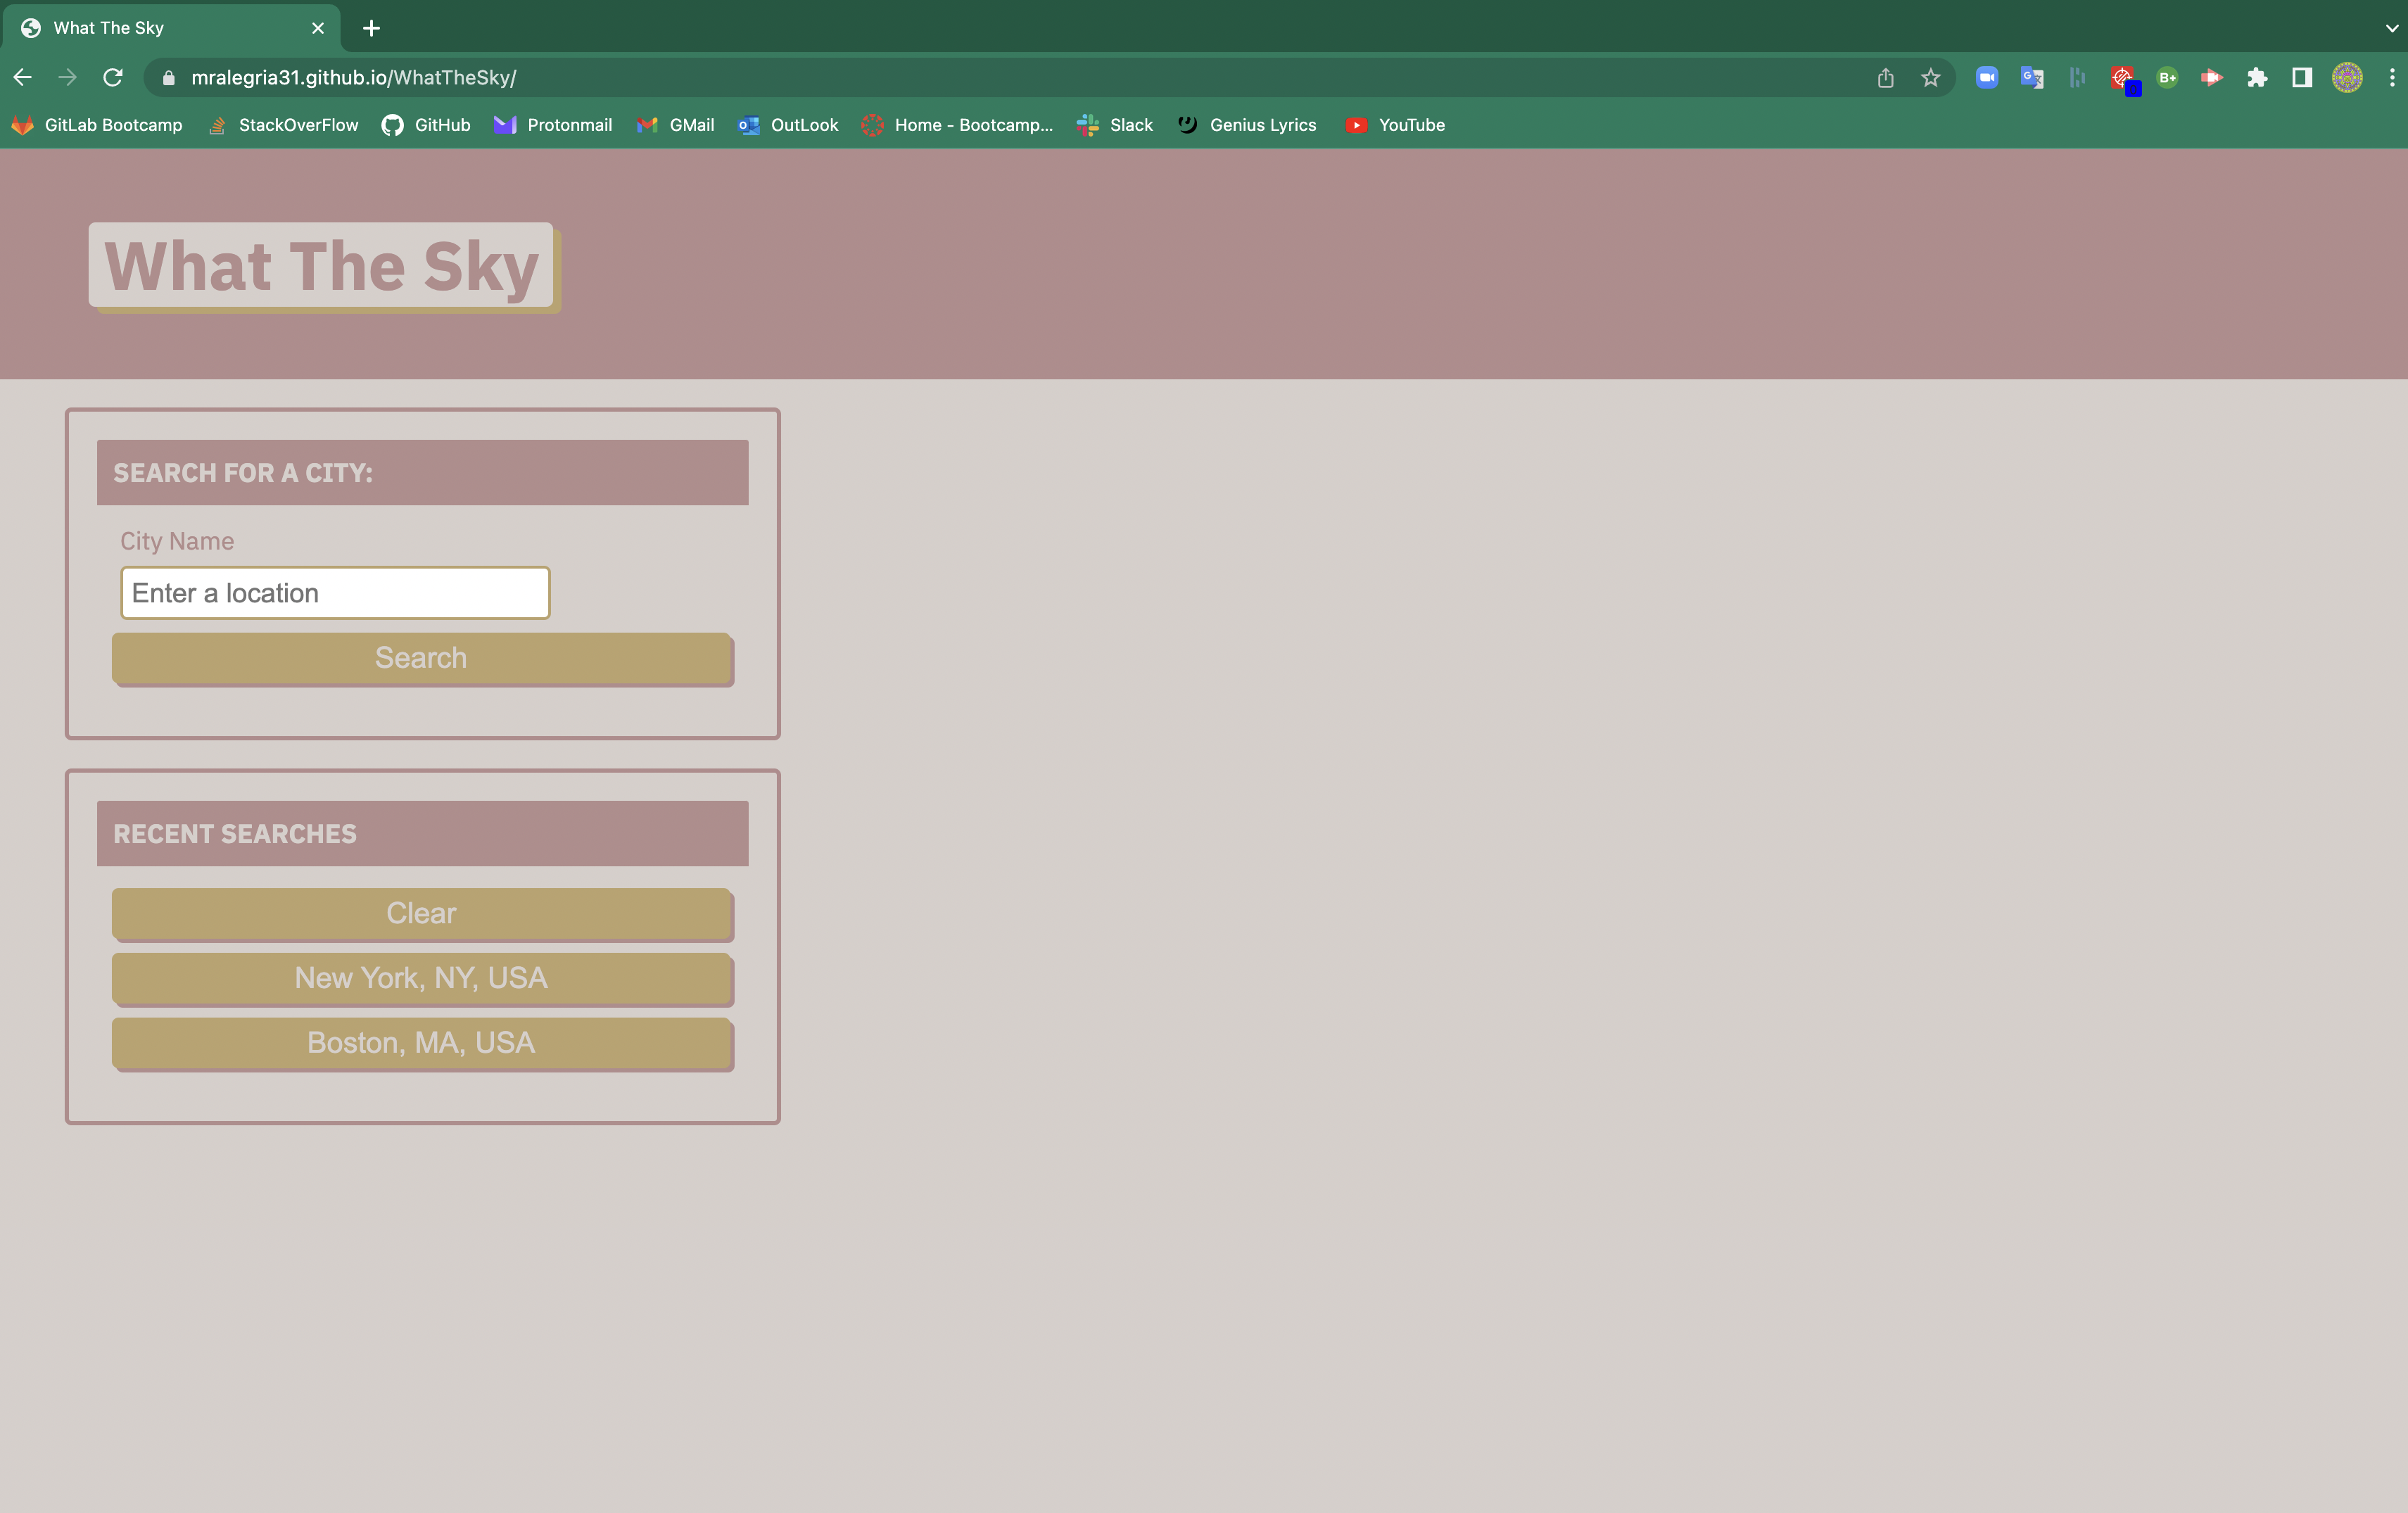 What The Sky
mralegria31.github.io/WhatTheSky/
B+
GitLab Bootcamp StackOverFlow GitHub Protonmail GMail OutLook Home - Bootcamp... Slack Genius Lyrics YouTube
What The Sky
SEARCH FOR A CITY:
City Name
Enter a location
Search
RECENT SEARCHES
Clear
New York, NY, USA
Boston, MA, USA